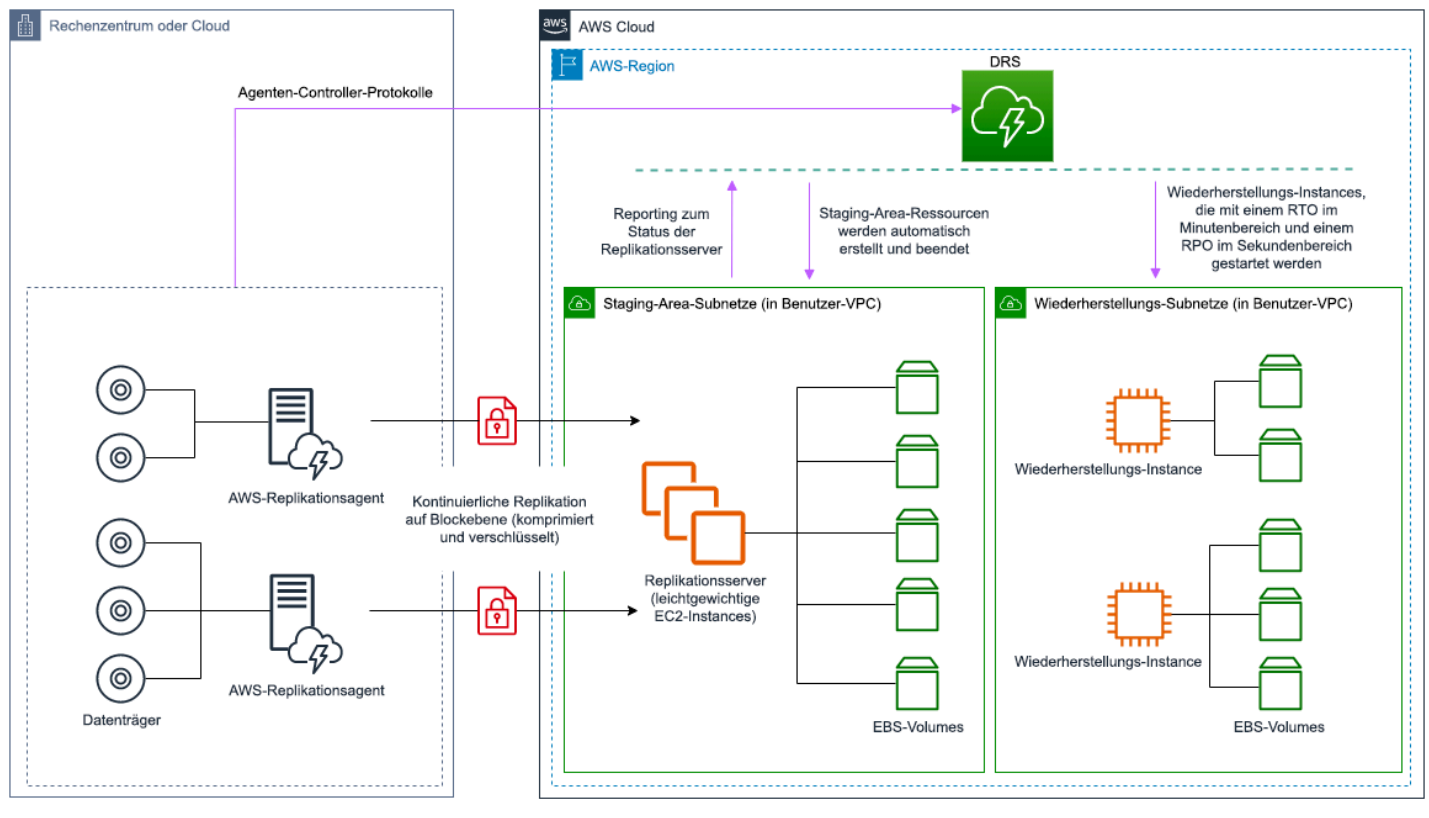 Rechenzentrum oder Cloud
aws
AWS Cloud
AWS-Region
DRS
Agenten-Controller-Protokolle
Reporting zum
Status der
Replikationsserver
Staging-Area-Ressourcen
werden automatisch
erstellt und beendet
Wiederherstellungs-Instances,
die mit einem RTO im
Minutenbereich und einem
RPO im Sekundenbereich
gestartet werden
Staging-Area-Subnetze (in Benutzer-VPC)
Wiederherstellungs-Subnetze (in Benutzer-VPC)
AWS-Replikationsagent
Kontinuierliche Replikation
auf Blockebene (komprimiert
und verschlüsselt)
AWS-Replikationsagent
Datenträger
Replikationsserver
(leichtgewichtige
EC2-Instances)
EBS-Volumes
Wiederherstellungs-Instance
Wiederherstellungs-Instance
EBS-Volumes